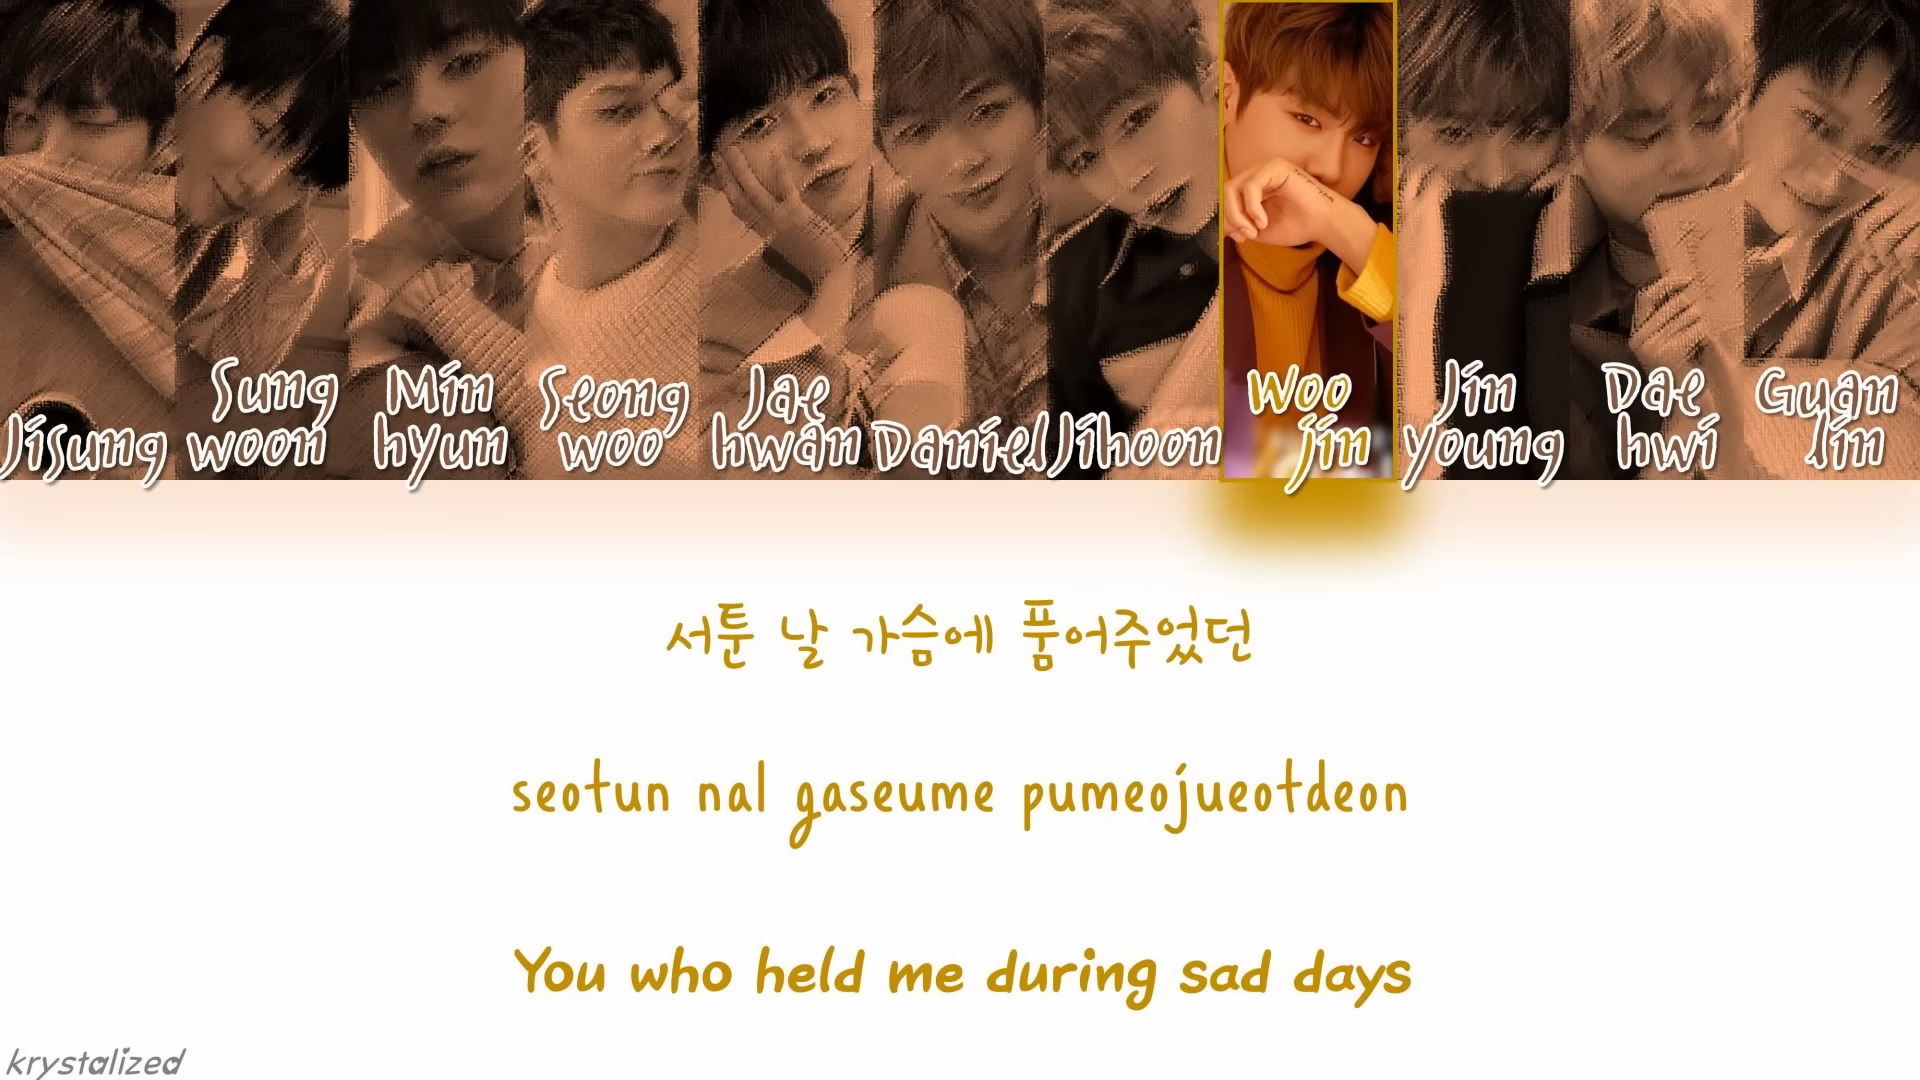 Jisung
Sung
woon
Min
hyun
Seong
woo
Jae
hwan
Daniel
Jihoon
Woo
jin
Jin
young
Dae
hwi
Guan
lin
서툰 날 가슴에 품어주었던
seotun nal gaseume pumeojueotdeon
You who held me during sad days
krystalized